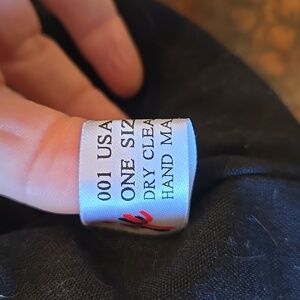 001 USA
ONE SIZ
DRY CLEA
HAND MA